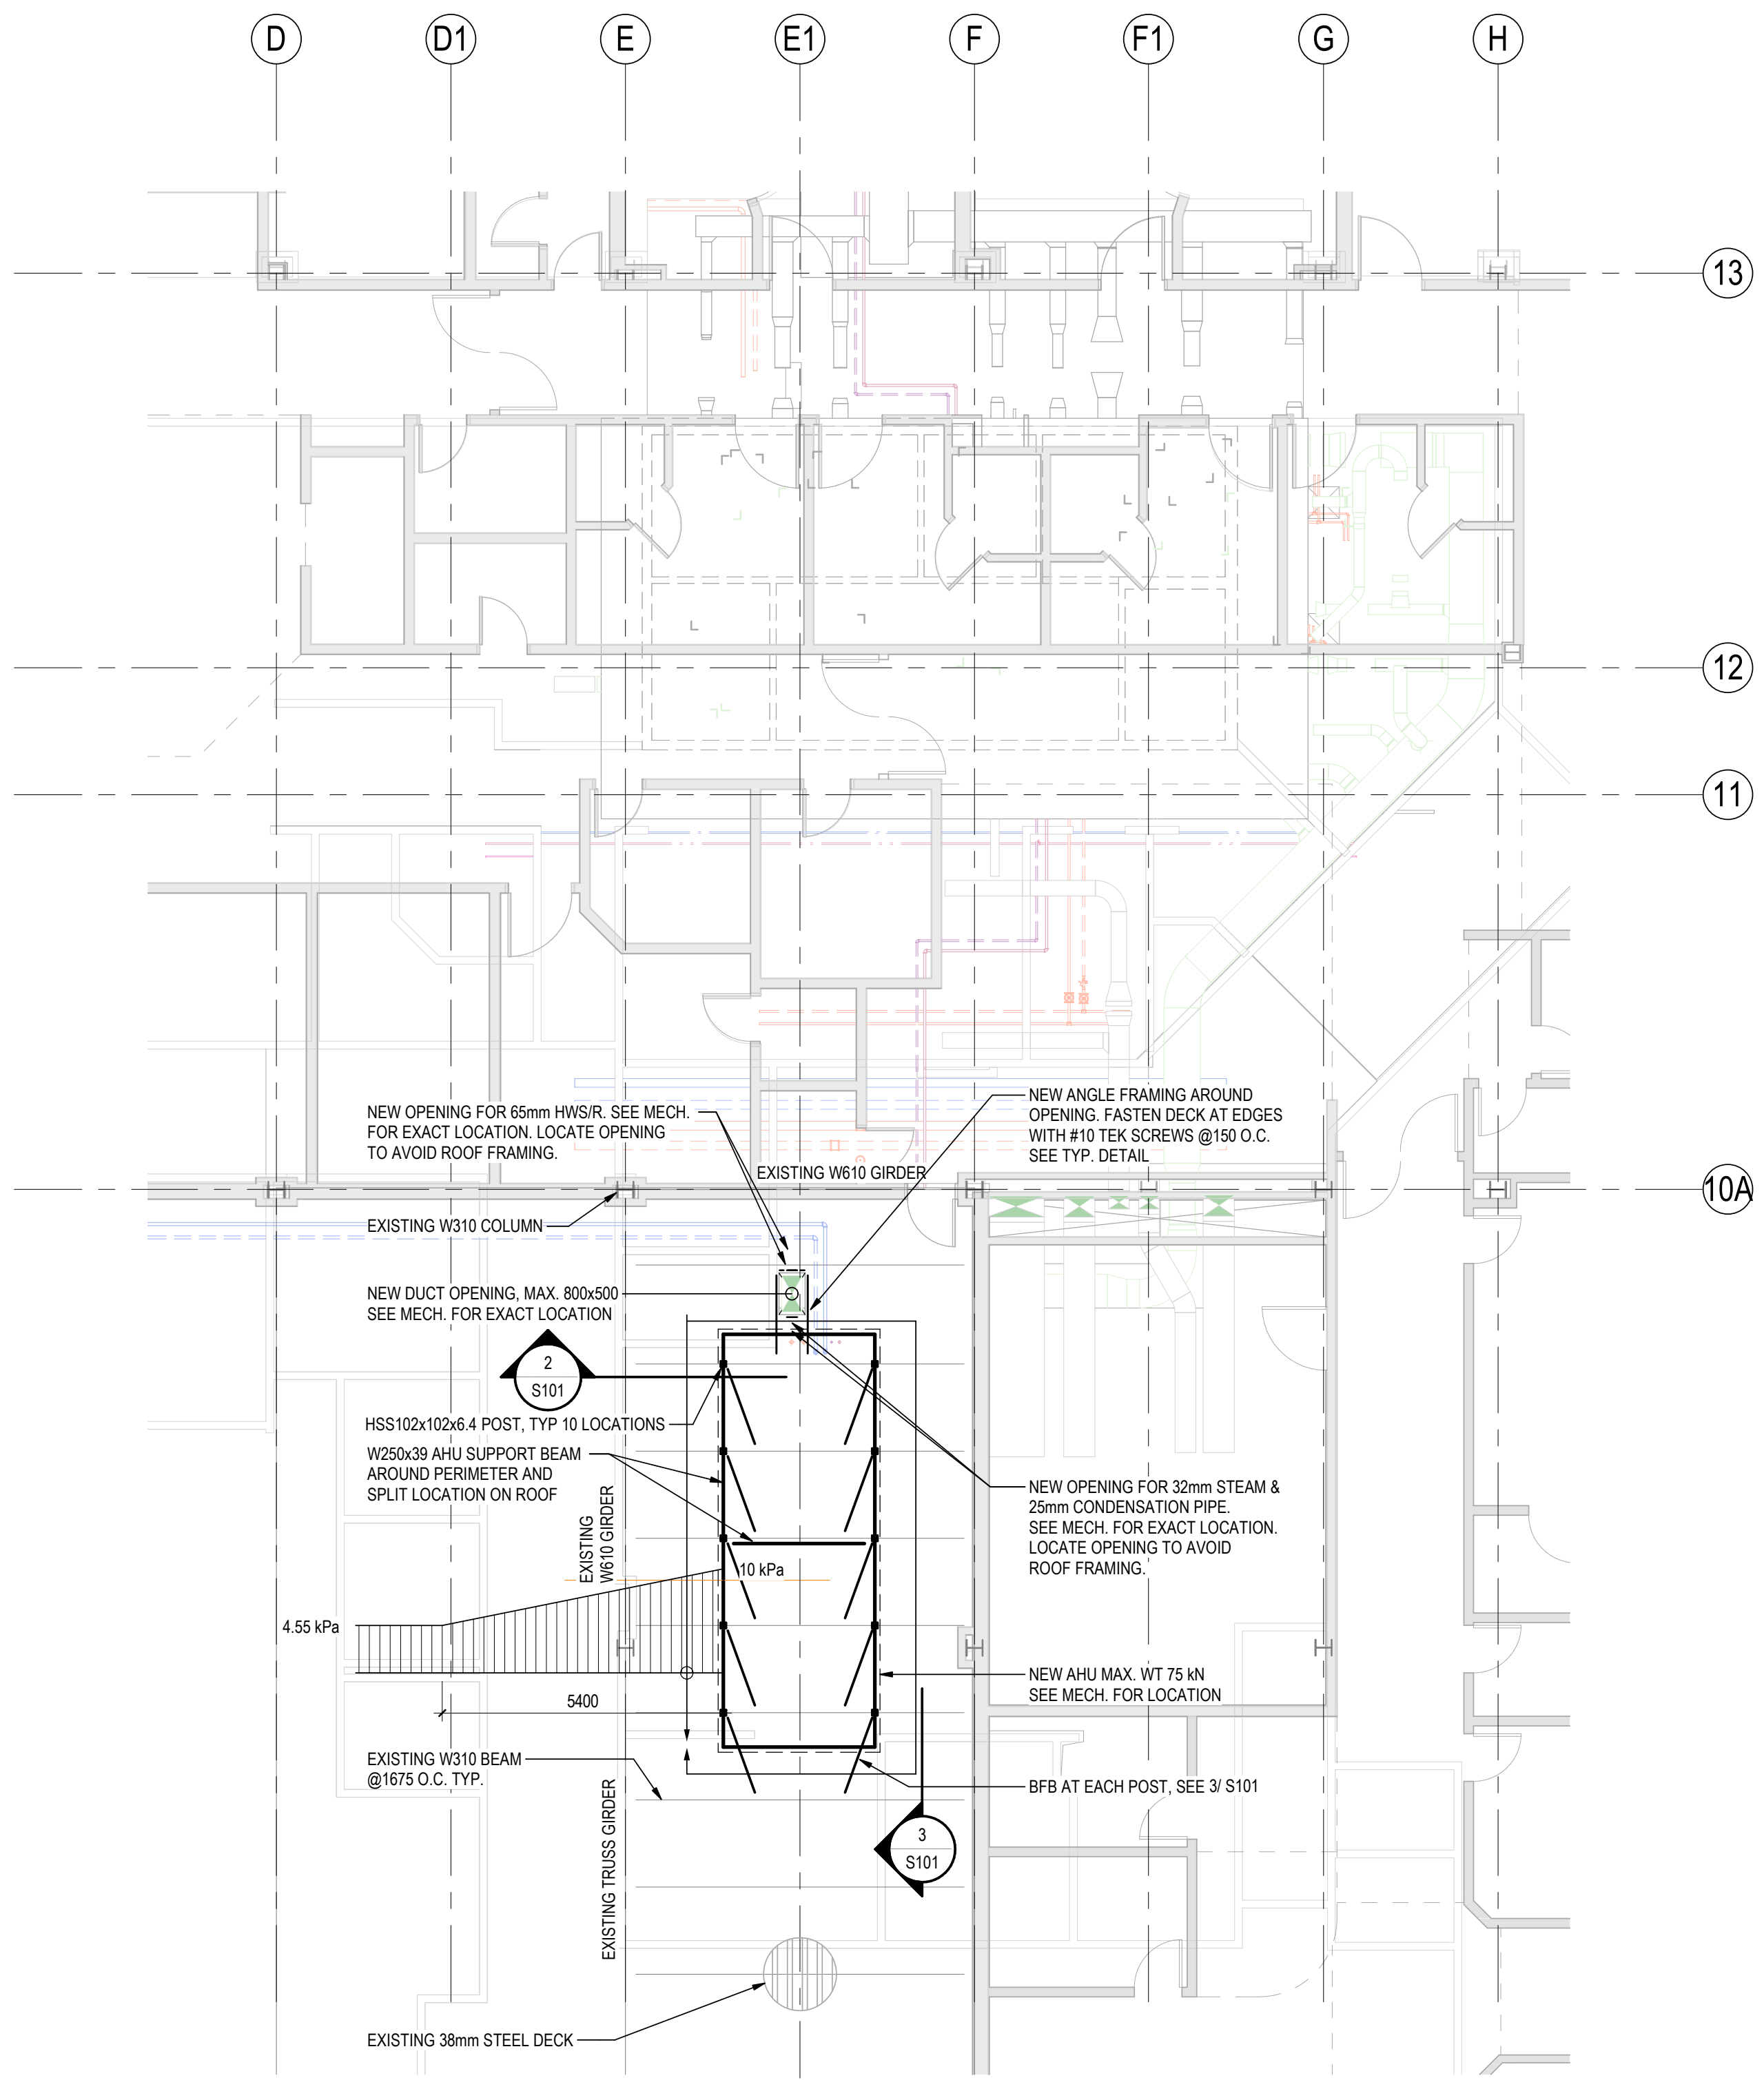 D
D1
E
E1
F
F1
G
H
13
12
11
10A
NEW OPENING FOR 65mm HWS/R. SEE MECH.
FOR EXACT LOCATION. LOCATE OPENING
TO AVOID ROOF FRAMING.
NEW ANGLE FRAMING AROUND
OPENING. FASTEN DECK AT EDGES
WITH #10 TEK SCREWS @150 O.C.
SEE TYP. DETAIL
EXISTING W610 GIRDER
EXISTING W310 COLUMN
NEW DUCT OPENING, MAX. 800x500
SEE MECH. FOR EXACT LOCATION
2
S101
HSS102x102x6.4 POST, TYP 10 LOCATIONS
W250x39 AHU SUPPORT BEAM
AROUND PERIMETER AND
SPLIT LOCATION ON ROOF
NEW OPENING FOR 32mm STEAM &
25mm CONDENSATION PIPE.
SEE MECH. FOR EXACT LOCATION.
LOCATE OPENING TO AVOID
ROOF FRAMING.
EXISTING
W610 GIRDER
10 kPa
4.55 kPa
5400
NEW AHU MAX. WT 75 kN
SEE MECH. FOR LOCATION
EXISTING W310 BEAM
@1675 O.C. TYP.
BFB AT EACH POST, SEE 3/ S101
EXISTING TRUSS GIRDER
3
S101
EXISTING 38mm STEEL DECK